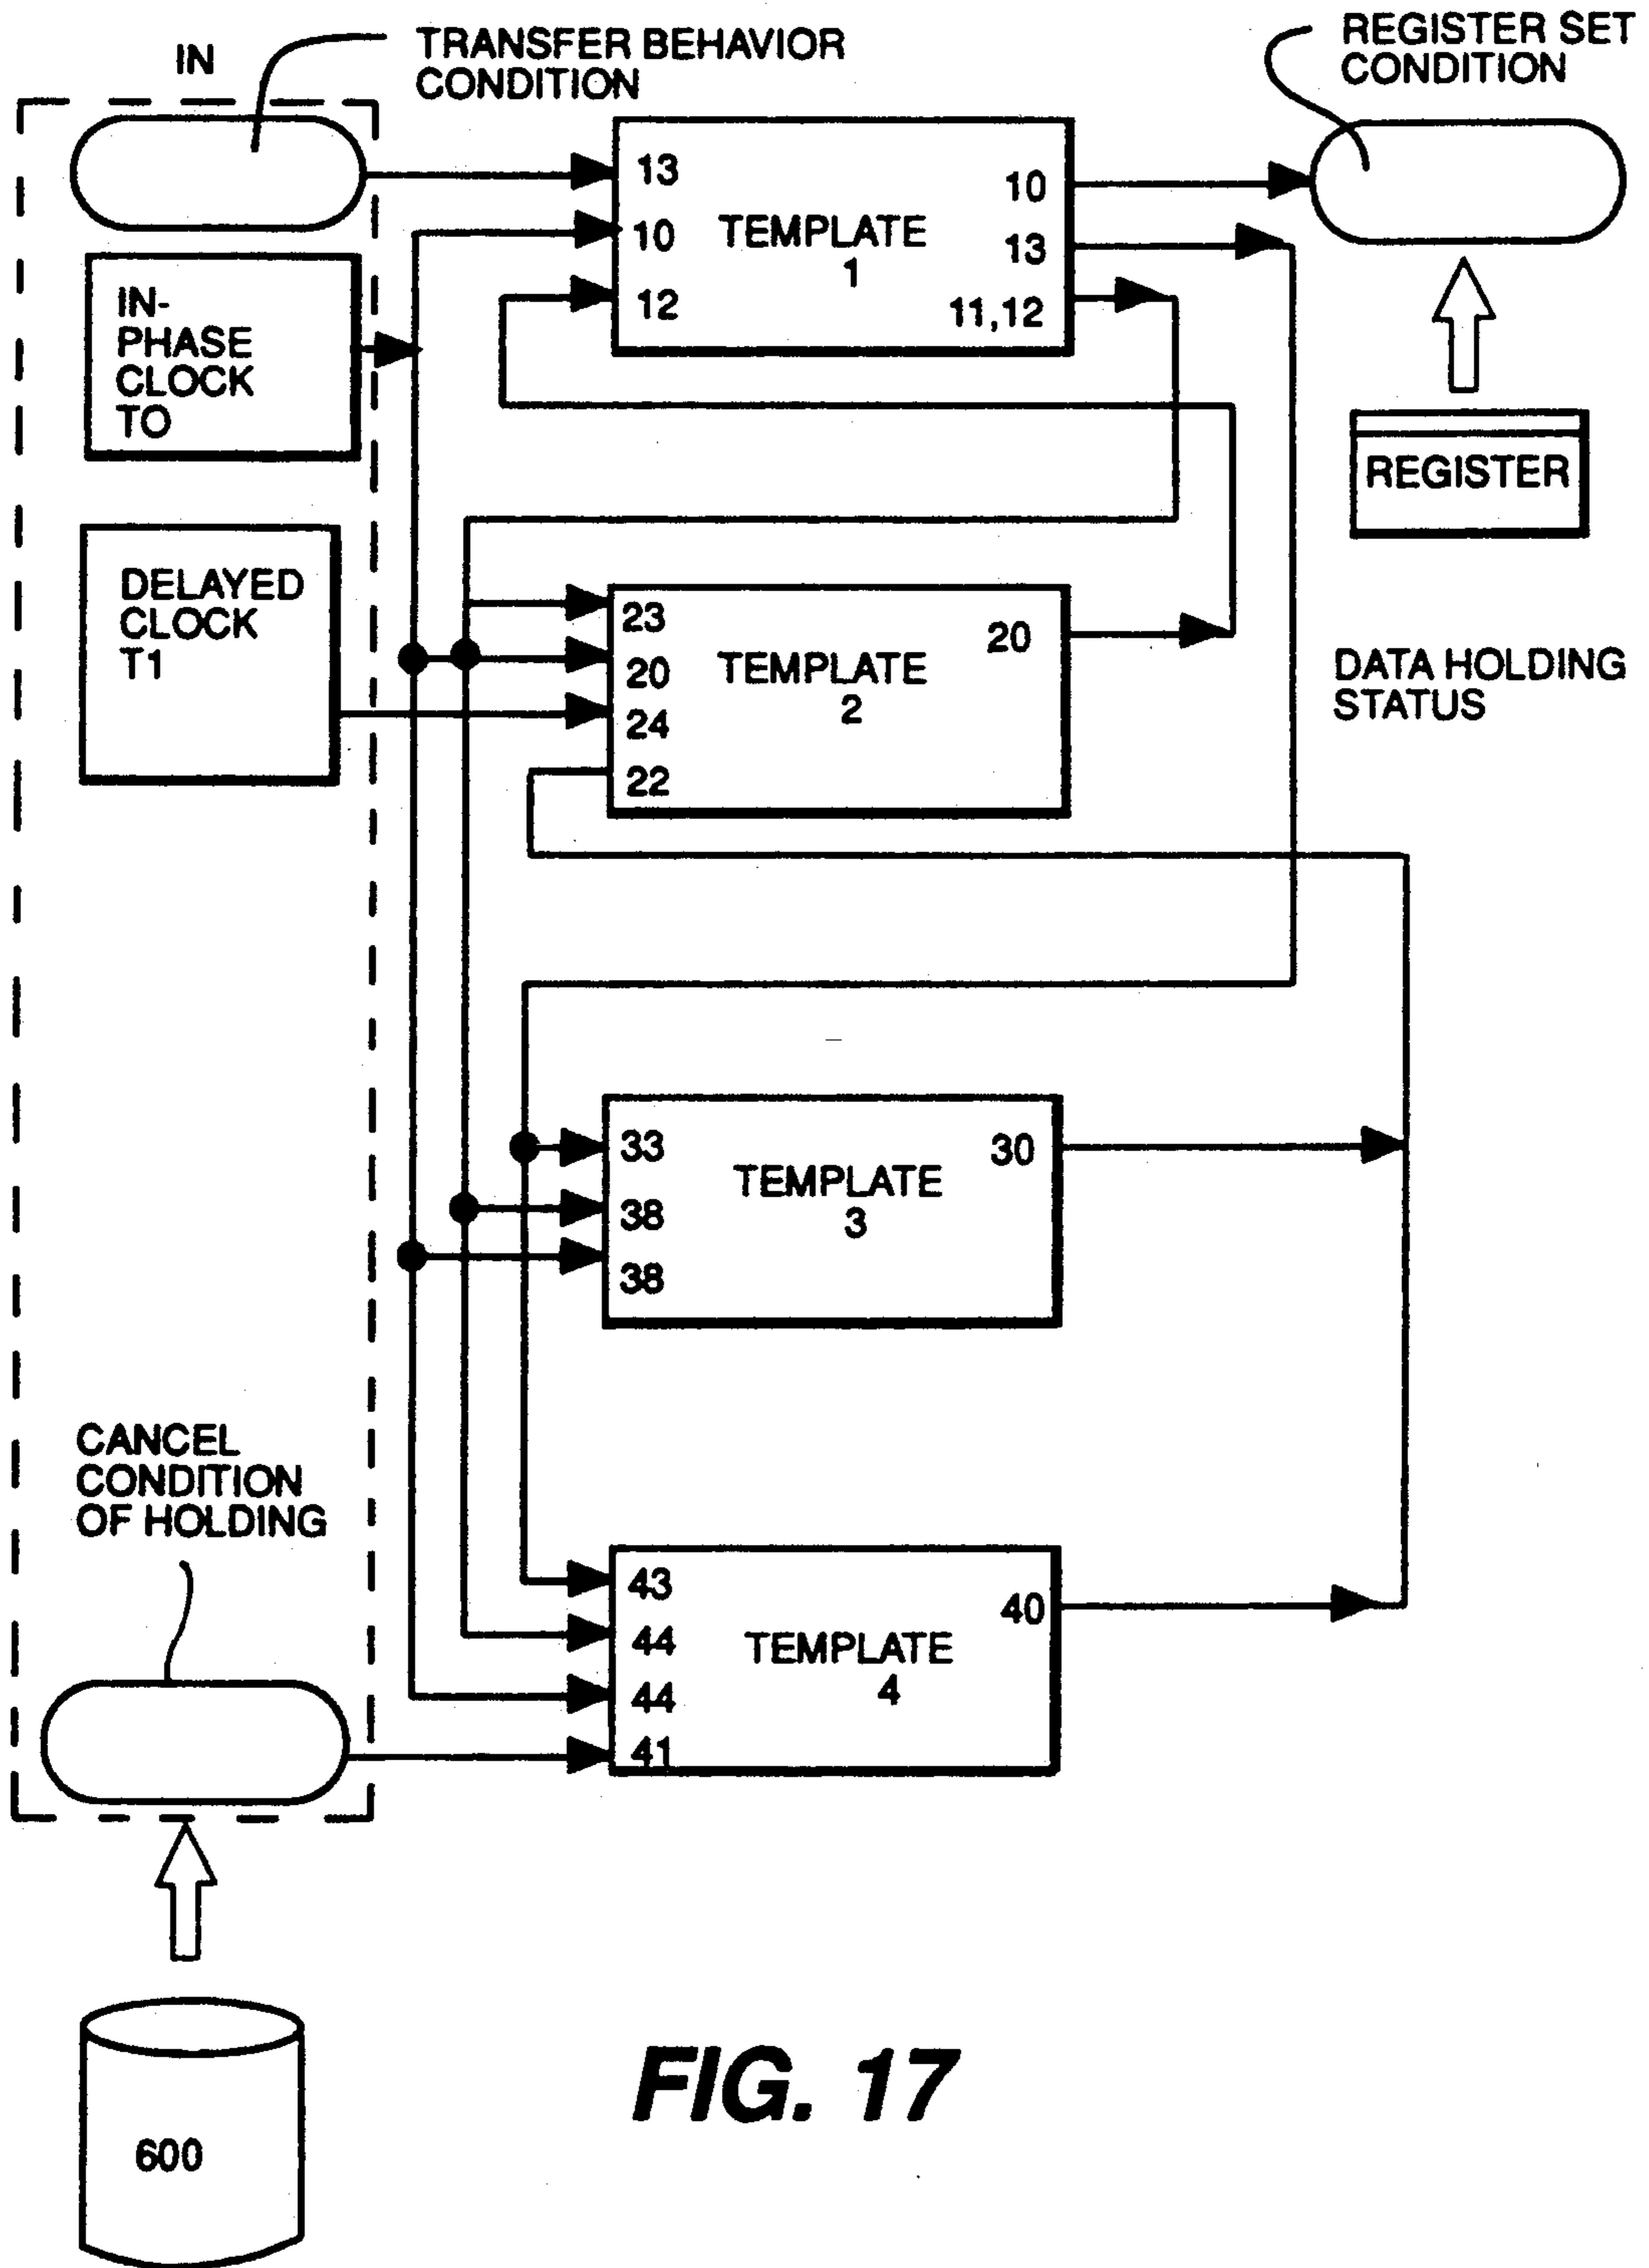 IN
TRANSFER BEHAVIOR
CONDITION
REGISTER SET
CONDITION
13
10
12
TEMPLATE
1
10
13
11,12
IN-
PHASE
CLOCK
TO
REGISTER
DELAYED
CLOCK
T1
23
20
24
22
TEMPLATE
2
20
DATA HOLDING
STATUS
33
38
38
TEMPLATE
3
30
CANCEL
CONDITION
OF HOLDING
43
44
44
41
TEMPLATE
4
40
600
FIG. 17